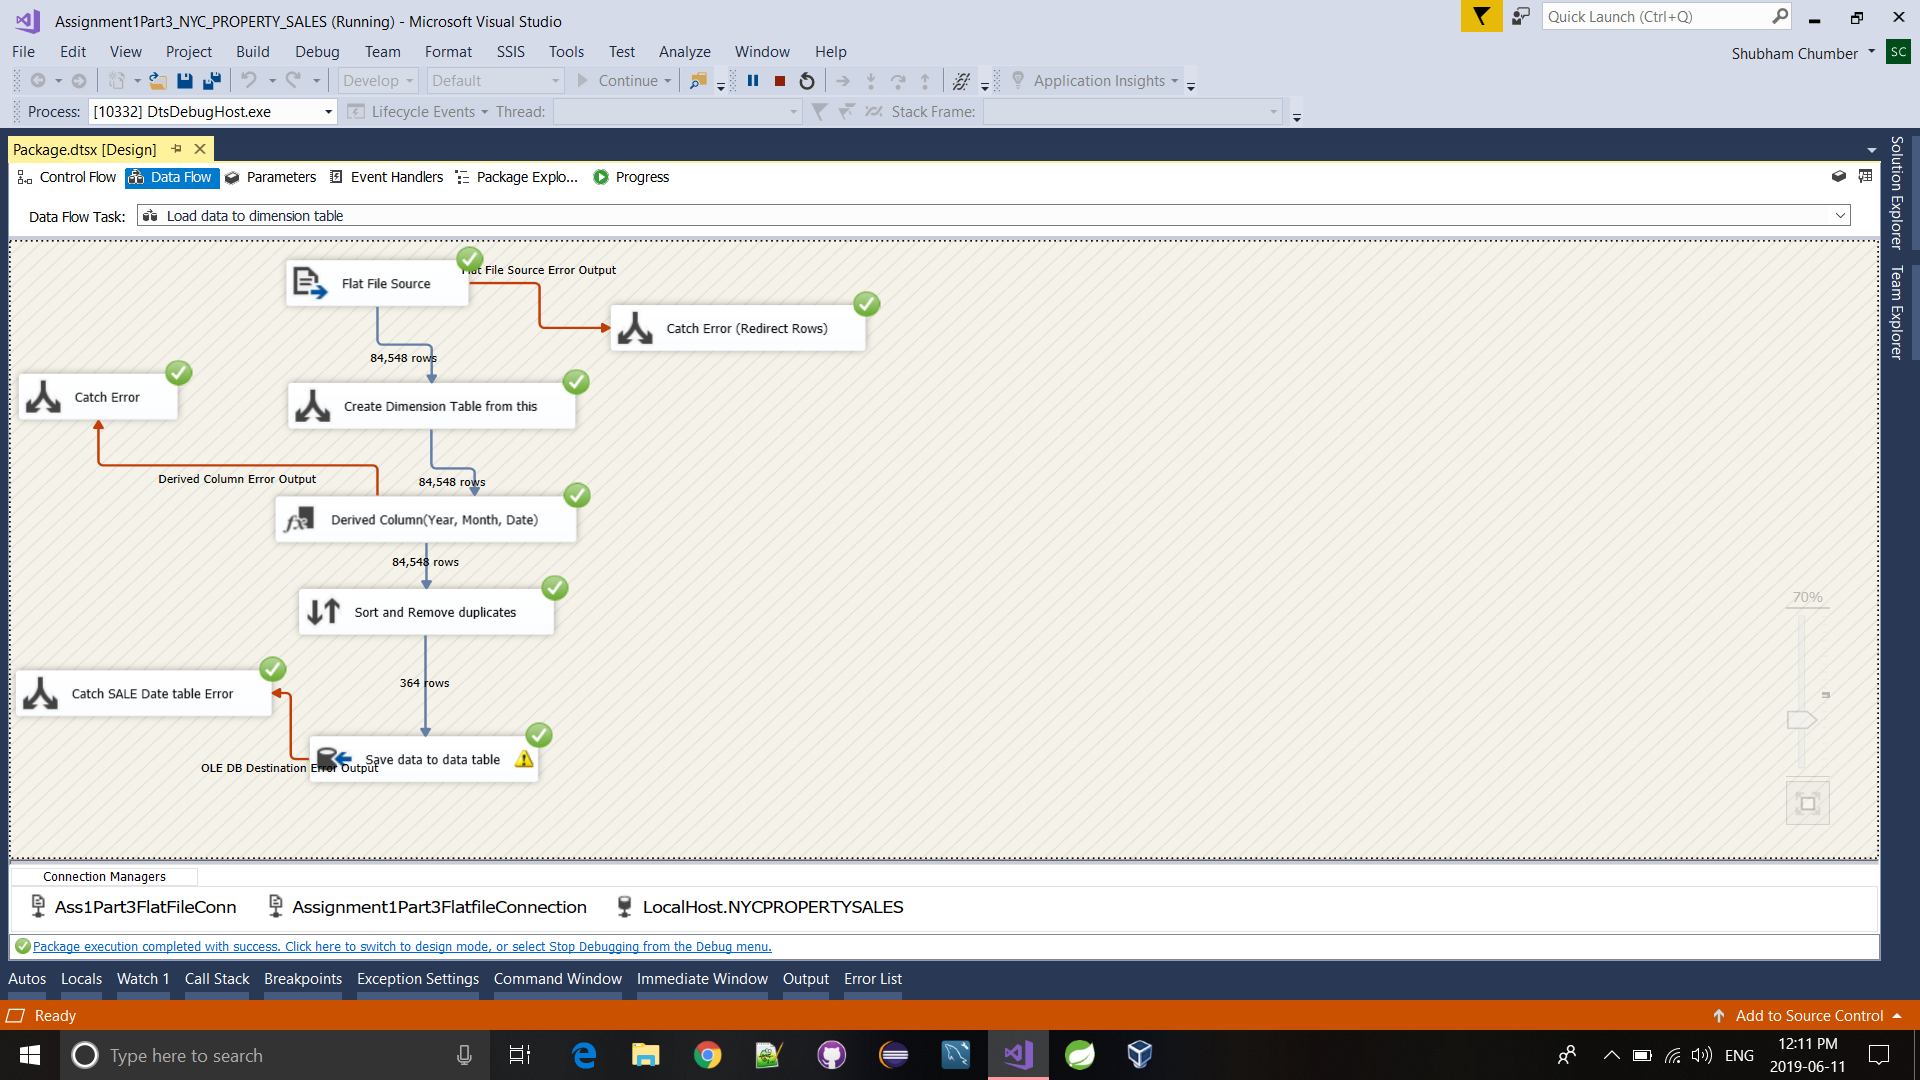 Assignment1Part3_NYC_PROPERTY_SALES (Running) - Microsoft Visual Studio
Quick Launch (Ctrl+Q)
File Edit View Project Build Debug Team Format SSIS Tools Test Analyze Window Help
Shubham Chumber
SC
Develop Default Continue Application Insights
Process: [10332] DtsDebugHost.exe Lifecycle Events Thread: Stack Frame:
Package.dtsx [Design]
Control Flow Data Flow Parameters Event Handlers Package Explo... Progress
Data Flow Task: Load data to dimension table
Solution Explorer
Team Explorer
Flat File Source
File Source Error Output
Catch Error (Redirect Rows)
84,548 rows
Catch Error
Create Dimension Table from this
Derived Column Error Output
84,548 rows
Derived Column(Year, Month, Date)
84,548 rows
70%
Sort and Remove duplicates
364 rows
Catch SALE Date table Error
Save data to data table
OLE DB Destination Error Output
Connection Managers
Ass1Part3FlatFileConn Assignment1Part3FlatfileConnection LocalHost.NYCPROPERTYSALES
Package execution completed with success. Click here to switch to design mode, or select Stop Debugging from the Debug menu.
Autos Locals Watch 1 Call Stack Breakpoints Exception Settings Command Window Immediate Window Output Error List
Ready
Add to Source Control
Type here to search
ENG
12:11 PM
2019-06-11